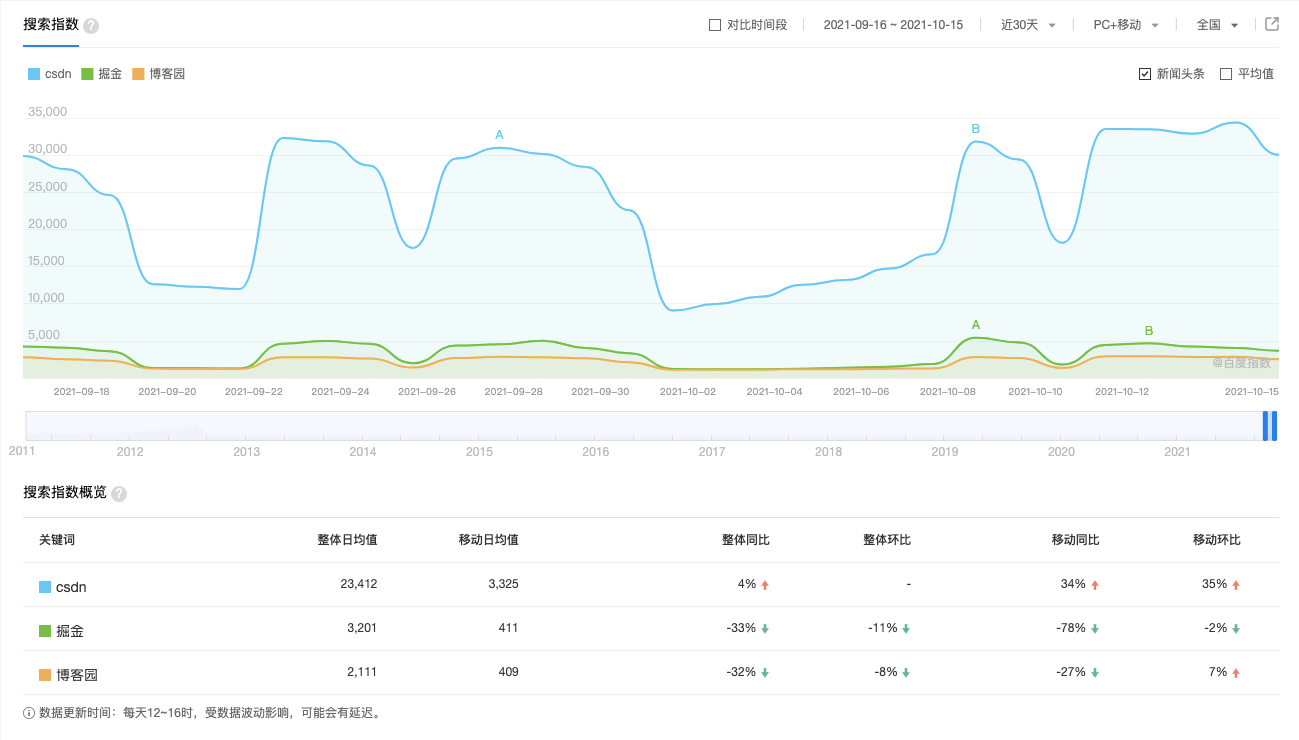 搜索指数 ?
对比时间段 2021-09-16 ~ 2021-10-15 近30天 PC+移动 全国
csdn 掘金 博客园 新闻头条 平均值
35,000
30,000
25,000
20,000
15,000
10,000
5,000
A
B
A
B
@百度指数
2021-09-18 2021-09-20 2021-09-22 2021-09-24 2021-09-26 2021-09-28 2021-09-30 2021-10-02 2021-10-04 2021-10-06 2021-10-08 2021-10-10 2021-10-12 2021-10-15
2011 2012 2013 2014 2015 2016 2017 2018 2019 2020 2021
搜索指数概览 ?
关键词 整体日均值 移动日均值 整体同比 整体环比 移动同比 移动环比
csdn 23,412 3,325 4% - 34% 35%
掘金 3,201 411 -33% -11% -78% -2%
博客园 2,111 409 -32% -8% -27% 7%
数据更新时间：每天12~16时，受数据波动影响，可能会有延迟。